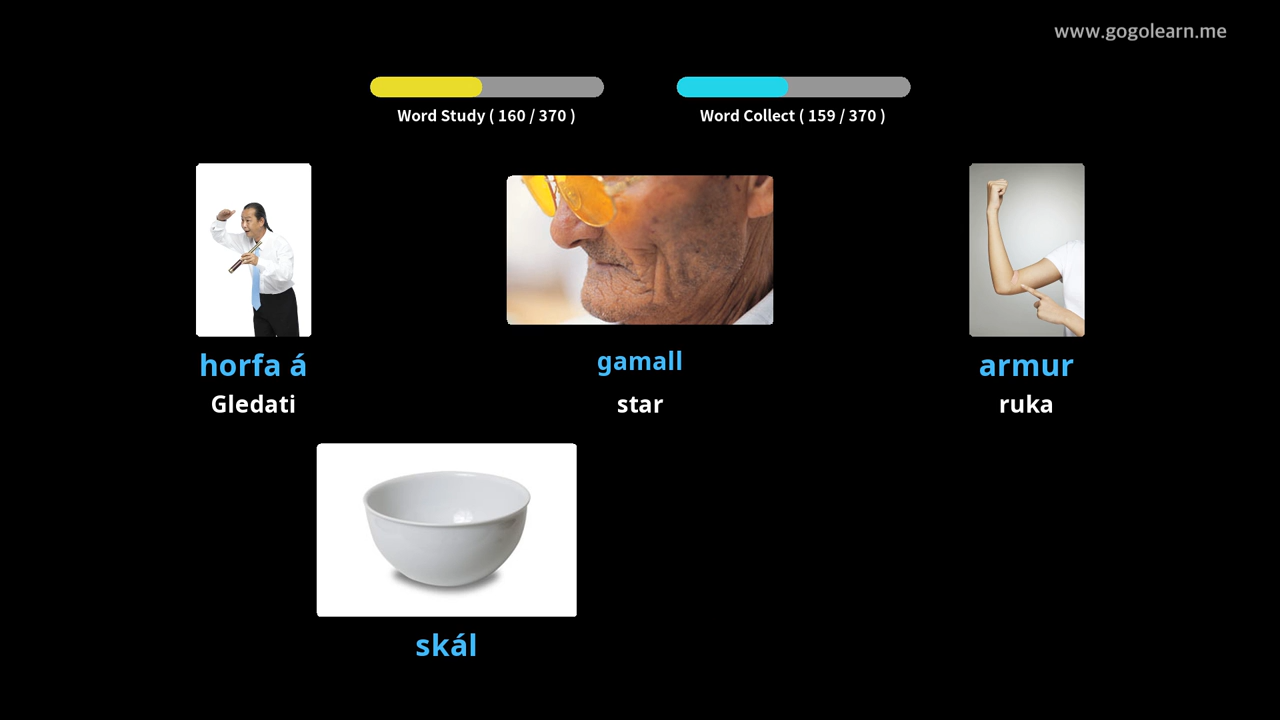 www.gogolearn.me
Word Study ( 160 / 370 )
Word Collect ( 159 / 370 )
horfa á
Gledati
gamall
star
armur
ruka
skál